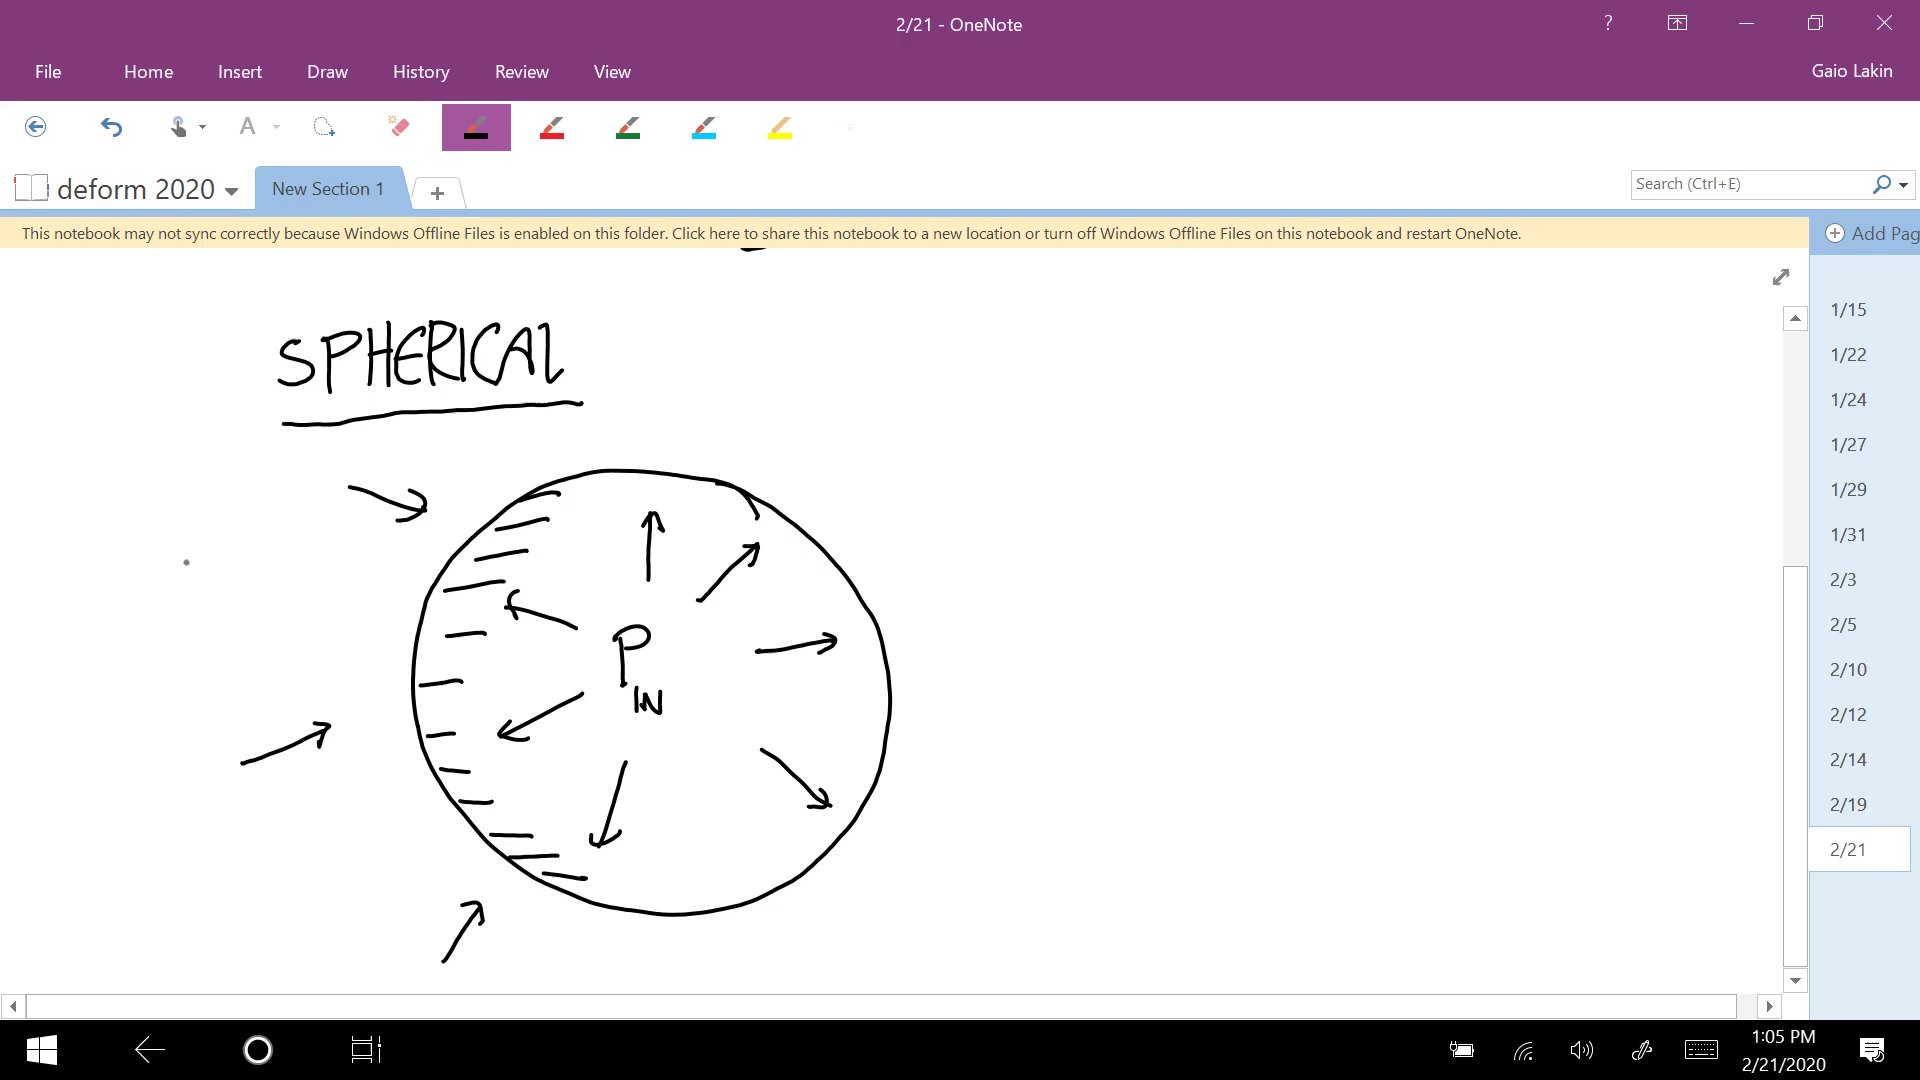 2/21 - OneNote
?
File Home Insert Draw History Review View
Gaio Lakin
A
deform 2020
New Section 1
+
Search (Ctrl+E)
This notebook may not sync correctly because Windows Offline Files is enabled on this folder. Click here to share this notebook to a new location or turn off Windows Offline Files on this notebook and restart OneNote.
Add Pag
SPHERICAL
P
IN
1/15
1/22
1/24
1/27
1/29
1/31
2/3
2/5
2/10
2/12
2/14
2/19
2/21
1:05 PM
2/21/2020